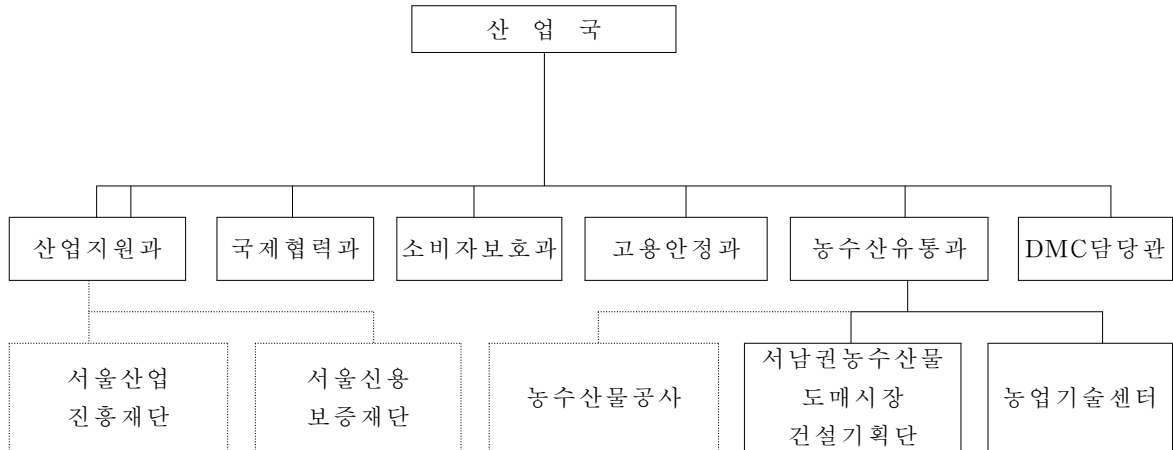 산 업 국
산업지원과
국제협력과
소비자보호과
고용안정과
농수산유통과
DMC담당관
서울산업
진흥재단
서울신용
보증재단
농수산물공사
서남권농수산물
도매시장
건설기획단
농업기술센터